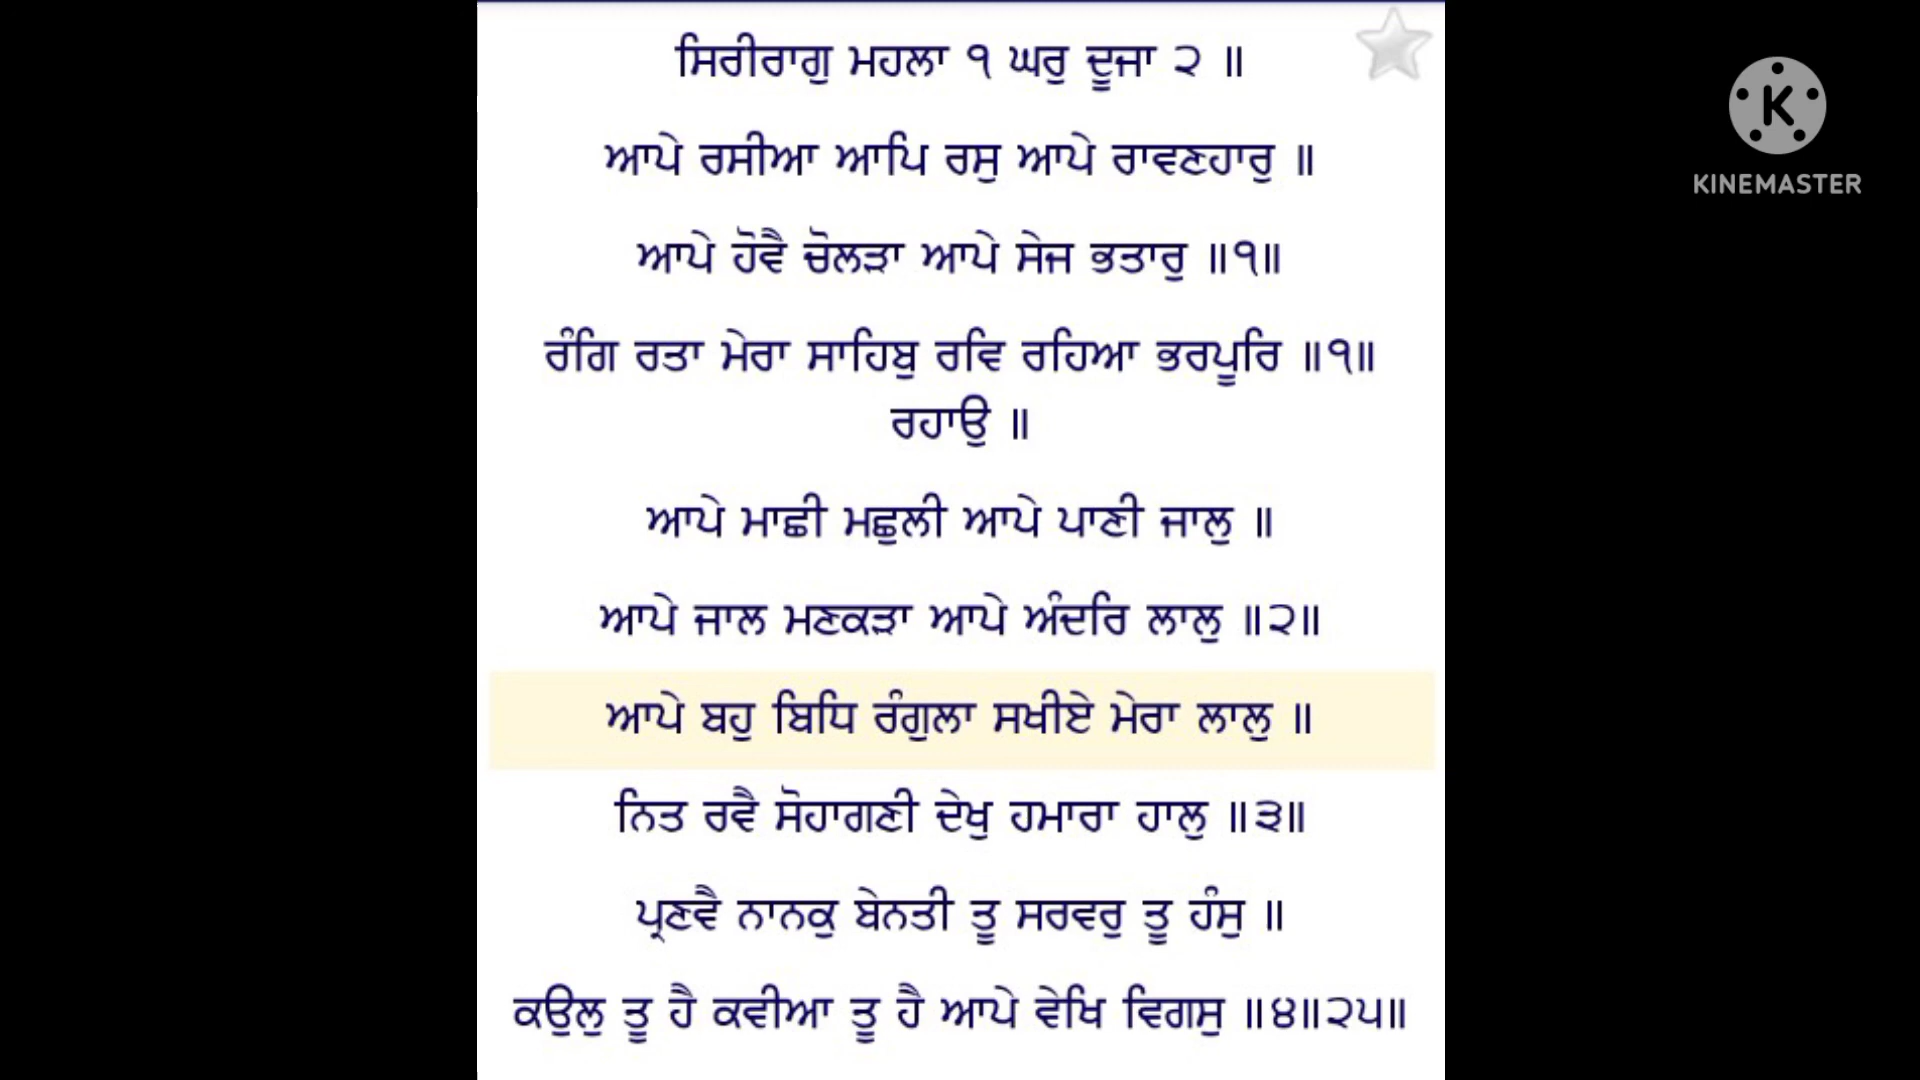 ਸਿਰੀਰਾਗੁ ਮਹਲਾ ੧ ਘਰੁ ਦੂਜਾ ੨ ॥
ਆਪੇ ਰਸੀਆ ਆਪਿ ਰਸੁ ਆਪੇ ਰਾਵਣਹਾਰੁ ॥
ਆਪੇ ਹੋਵੈ ਚੋਲੜਾ ਆਪੇ ਸੇਜ ਭਤਾਰੁ ॥੧॥
ਰੰਗਿ ਰਤਾ ਮੇਰਾ ਸਾਹਿਬੁ ਰਵਿ ਰਹਿਆ ਭਰਪੂਰਿ ॥੧॥
ਰਹਾਉ ॥
ਆਪੇ ਮਾਛੀ ਮਛੁਲੀ ਆਪੇ ਪਾਣੀ ਜਾਲੁ ॥
ਆਪੇ ਜਾਲ ਮਣਕੜਾ ਆਪੇ ਅੰਦਰਿ ਲਾਲੁ ॥੨॥
ਆਪੇ ਬਹੁ ਬਿਧਿ ਰੰਗੁਲਾ ਸਖੀਏ ਮੇਰਾ ਲਾਲੁ ॥
ਨਿਤ ਰਵੈ ਸੋਹਾਗਣੀ ਦੇਖੁ ਹਮਾਰਾ ਹਾਲੁ ॥੩॥
ਪ੍ਰਣਵੈ ਨਾਨਕੁ ਬੇਨਤੀ ਤੂ ਸਰਵਰੁ ਤੂ ਹੰਸੁ ॥
ਕਉਲੁ ਤੂ ਹੈ ਕਵੀਆ ਤੂ ਹੈ ਆਪੇ ਵੇਖਿ ਵਿਗਸੁ ॥੪॥੨੫॥
K
KINEMASTER